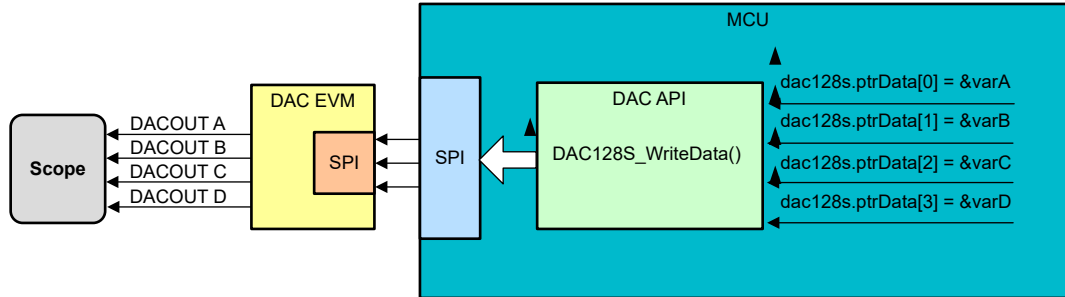 MCU
dac128s.ptrData[0] = &varA
DAC EVM
DAC API
DACOUT A
dac128s.ptrData[1] = &varB
DACOUT B
SPI
SPI
DAC128S_WriteData()
Scope
dac128s.ptrData[2] = &varC
DACOUT C
DACOUT D
dac128s.ptrData[3] = &varD